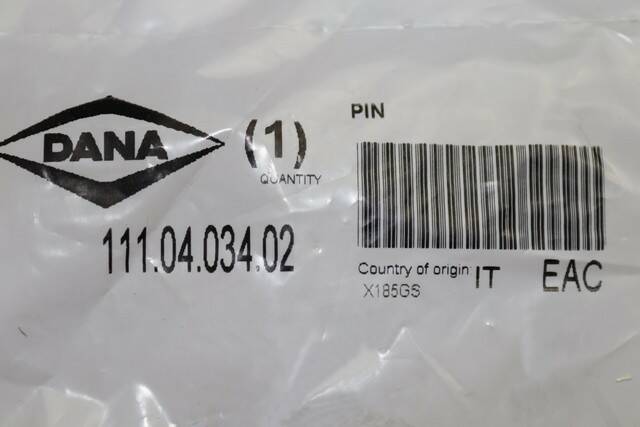 DANA
(1)
QUANTITY
111.04.034.02
PIN
Country of origin: IT
EAC
X185GS